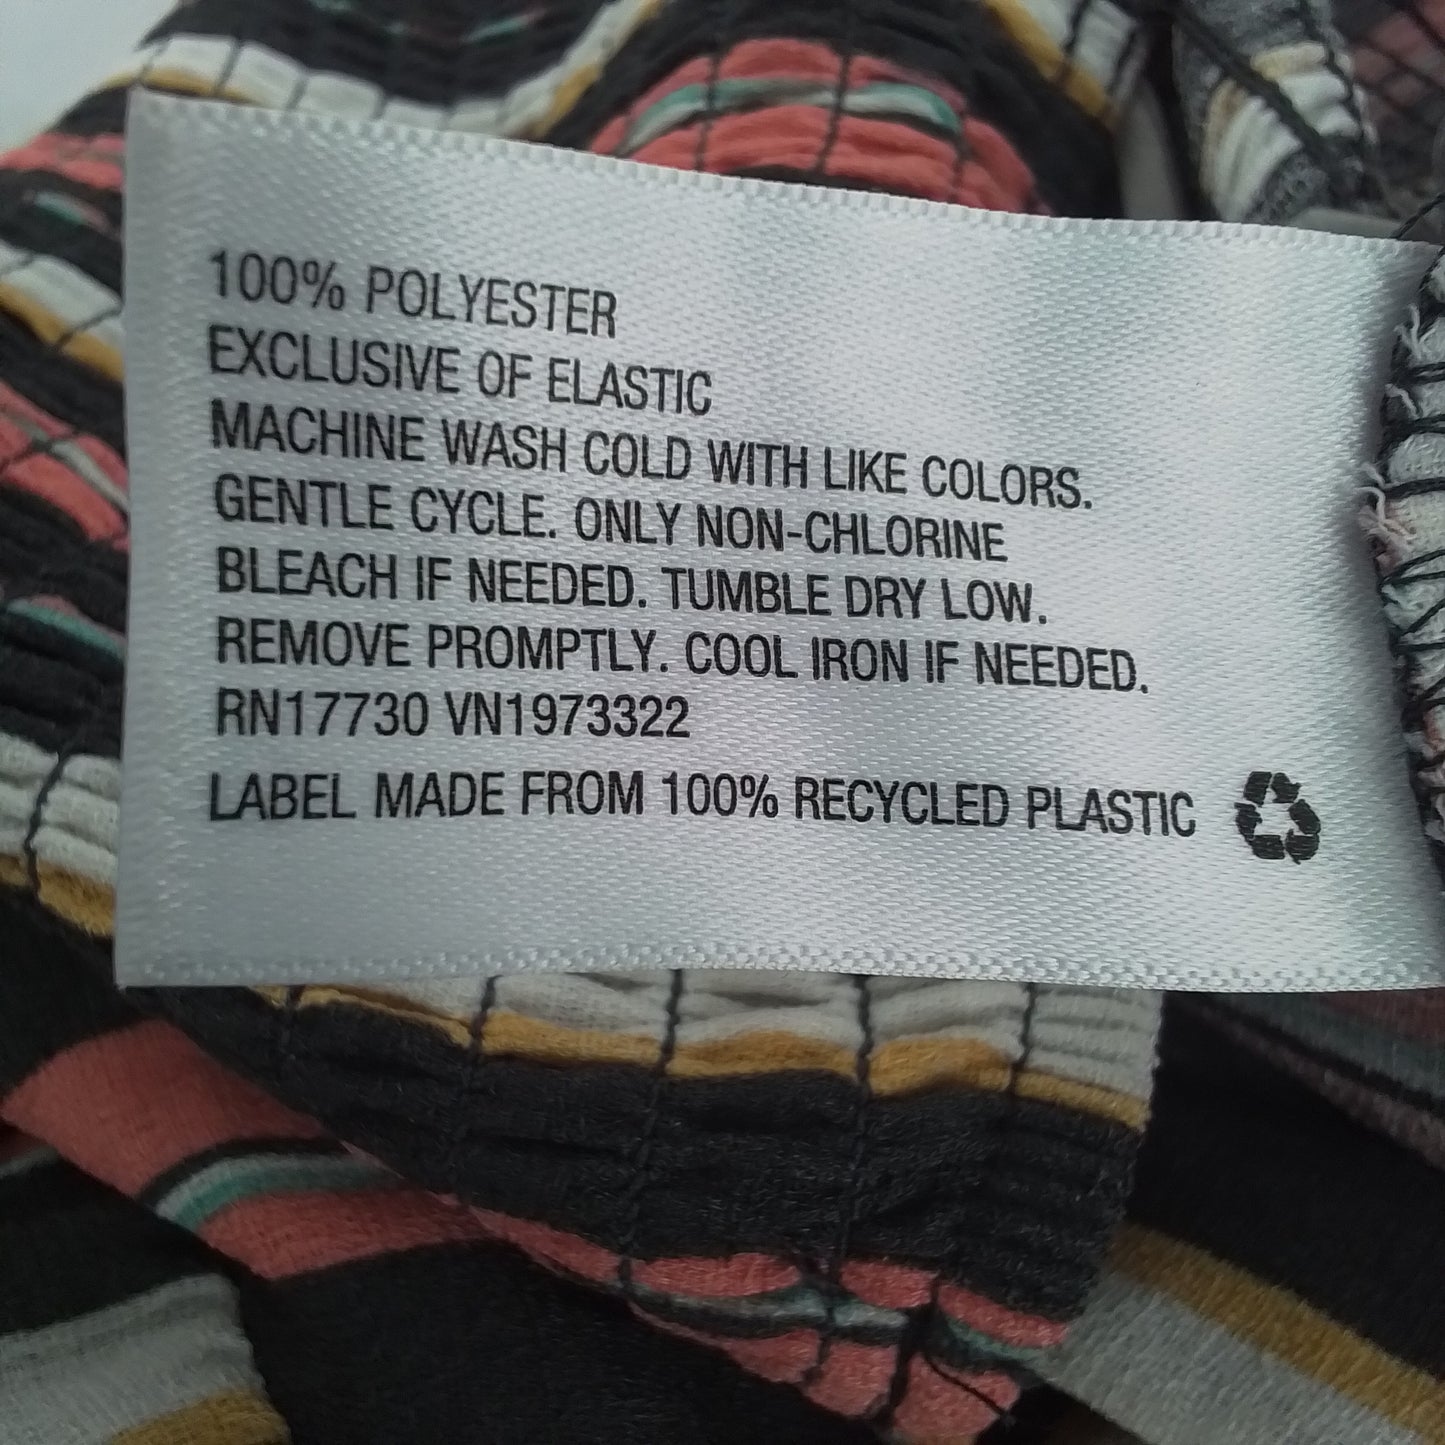 100% POLYESTER
EXCLUSIVE OF ELASTIC
MACHINE WASH COLD WITH LIKE COLORS.
GENTLE CYCLE. ONLY NON-CHLORINE
BLEACH IF NEEDED. TUMBLE DRY LOW.
REMOVE PROMPTLY. COOL IRON IF NEEDED.
RN17730 VN1973322
LABEL MADE FROM 100% RECYCLED PLASTIC